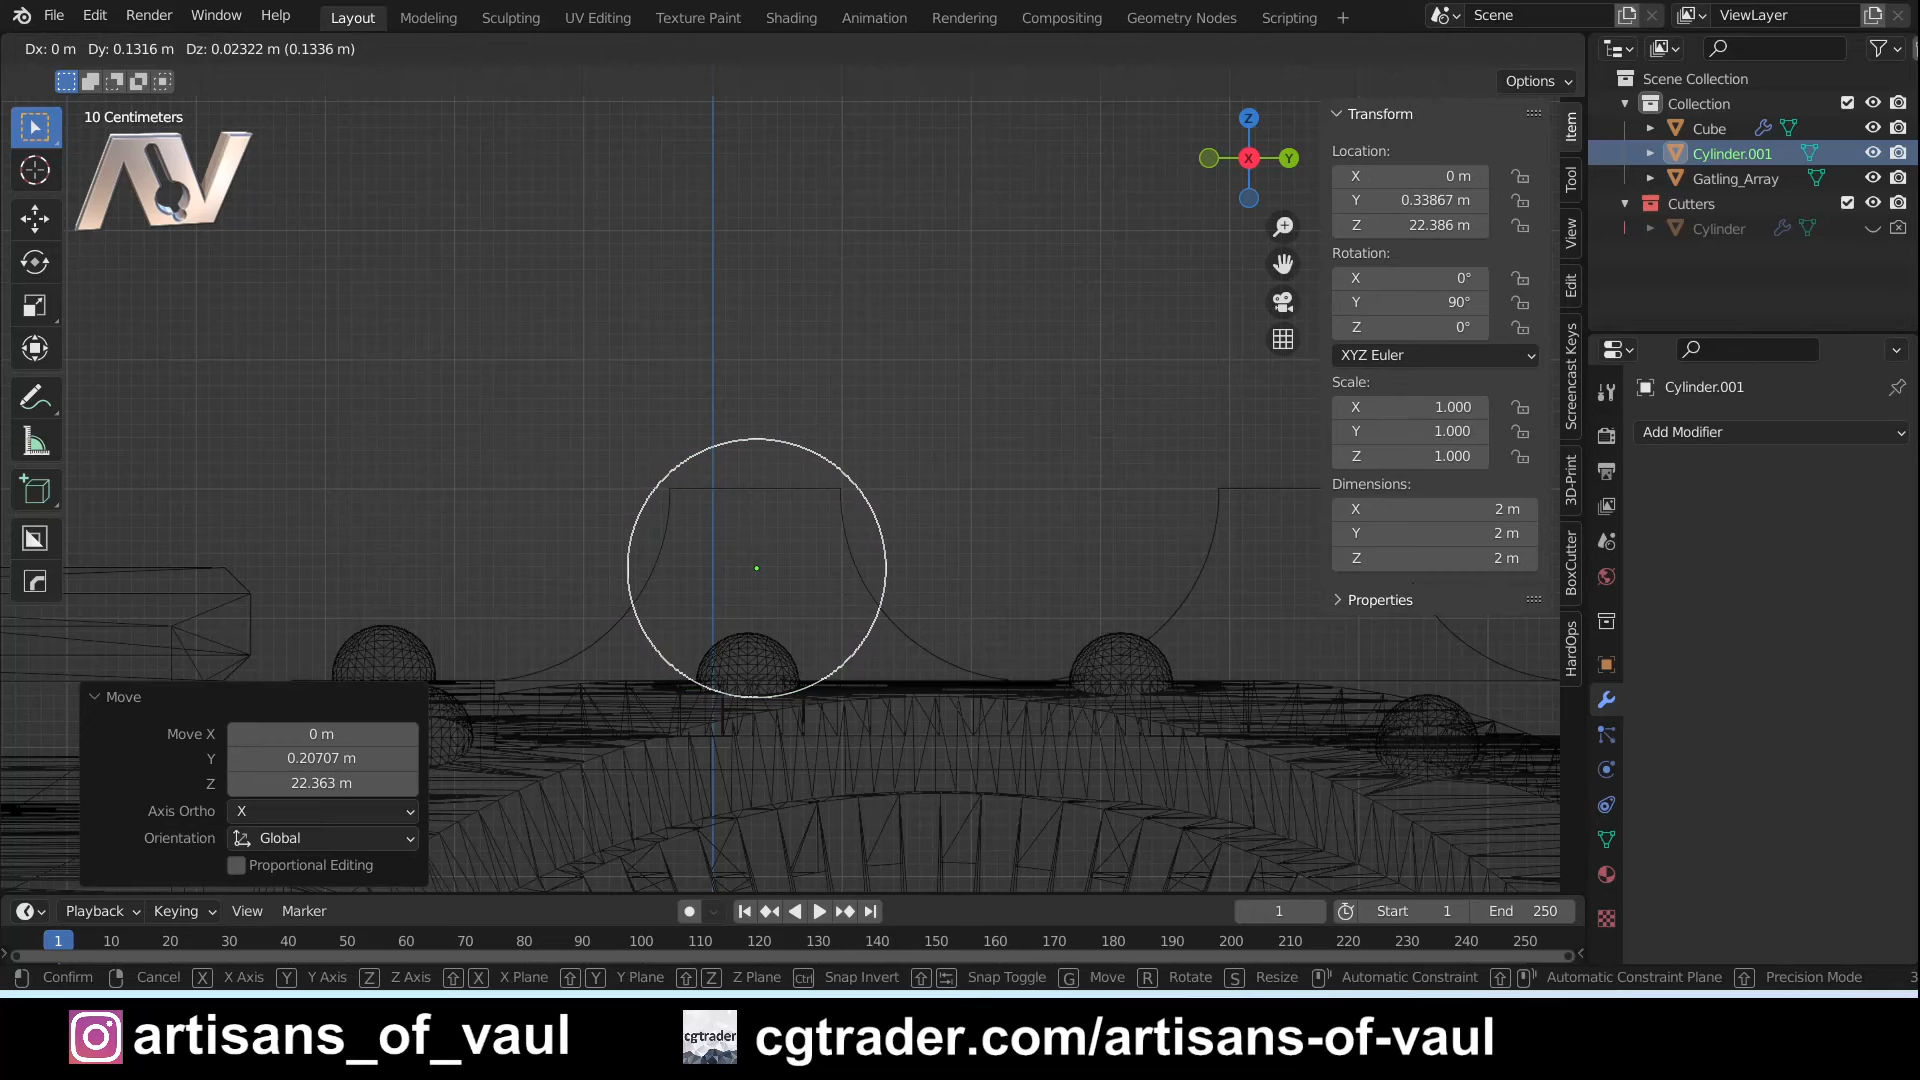 File Edit Render Window Help Layout Modeling Sculpting UV Editing Texture Paint Shading Animation Rendering Compositing Geometry Nodes Scripting + Scene ViewLayer
Dx: 0 m Dy: 0.1316 m Dz: 0.02322 m (0.1336 m)
Options
10 Centimeters
Z
X
Y
Transform
Location:
X 0 m
Y 0.33867 m
Z 22.386 m
Rotation:
X 0°
Y 90°
Z 0°
XYZ Euler
Scale:
X 1.000
Y 1.000
Z 1.000
Dimensions:
X 2 m
Y 2 m
Z 2 m
Properties
Item
Tool
View
Edit
Screencast Keys
3D-Print
BoxCutter
HardOps
Scene Collection
Collection
Cube
Cylinder.001
Gatling_Array
Cutters
Cylinder
Cylinder.001
Add Modifier
Move
Move X 0 m
Y 0.20707 m
Z 22.363 m
Axis Ortho X
Orientation Global
Proportional Editing
Playback Keying View Marker 1 Start 1 End 250
1 10 20 30 40 50 60 70 80 90 100 110 120 130 140 150 160 170 180 190 200 210 220 230 240 250
Confirm Cancel X X Axis Y Y Axis Z Z Axis X X Plane Y Y Plane Z Z Plane Ctrl Snap Invert Snap Toggle G Move R Rotate S Resize Automatic Constraint Automatic Constraint Plane Precision Mode
artisans_of_vaul
cgtrader
cgtrader.com/artisans-of-vaul